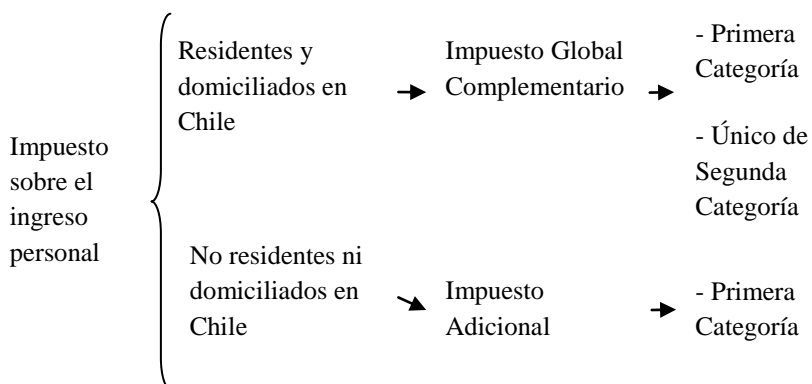 Impuesto
sobre el
ingreso
personal
Residentes y
domiciliados en
Chile
Impuesto Global
Complementario
- Primera
Categoría
- Único de
Segunda
Categoría
No residentes ni
domiciliados en
Chile
Impuesto
Adicional
- Primera
Categoría